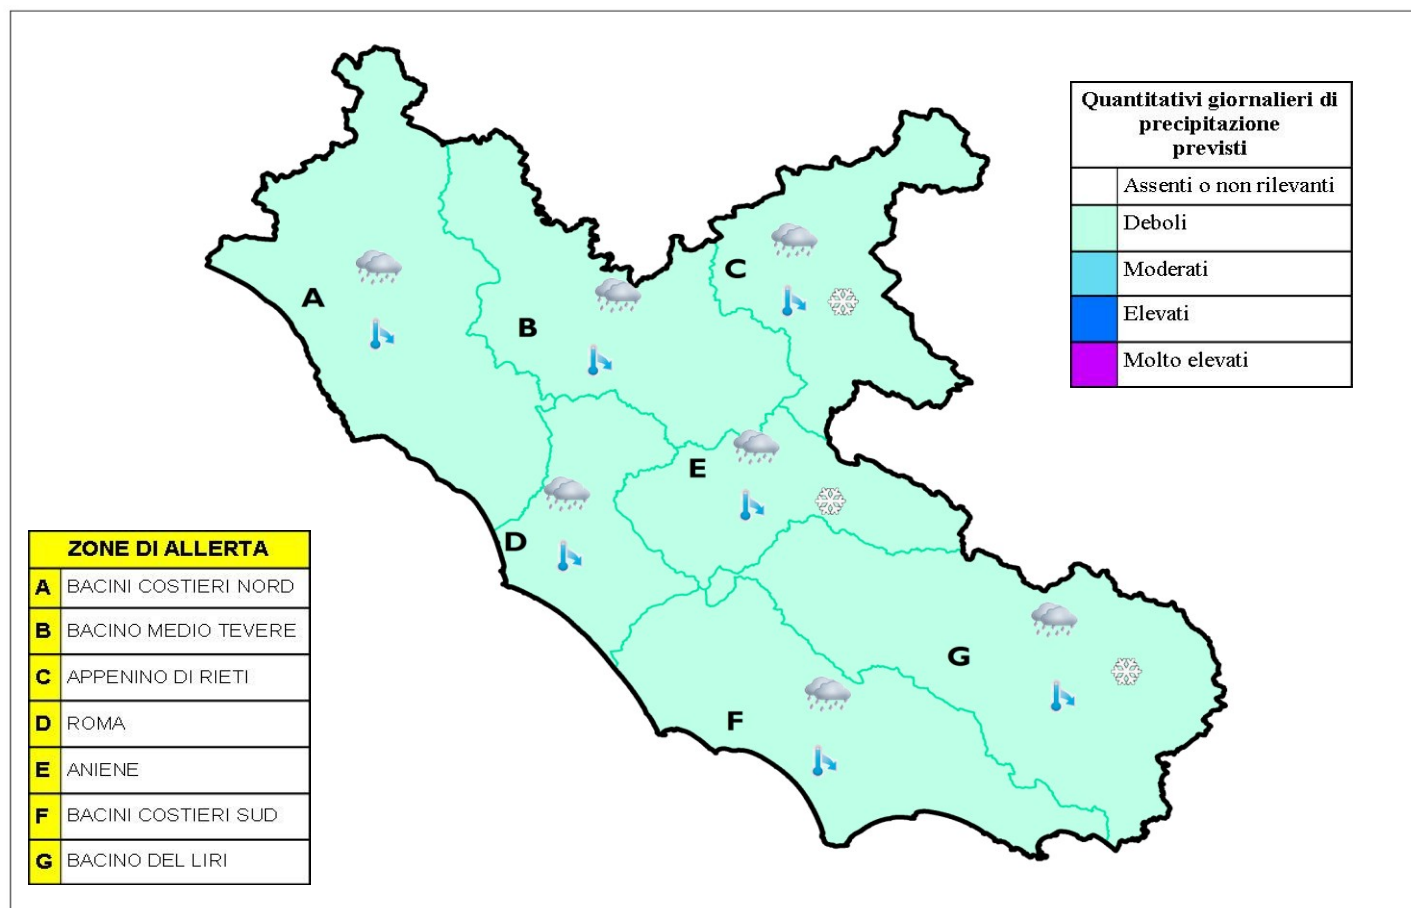 Quantitativi giornalieri di
precipitazione
previsti
Assenti o non rilevanti
Deboli
Moderati
Elevati
Molto elevati
A
B
C
E
D
G
F
ZONE DI ALLERTA
A BACINI COSTIERI NORD
B BACINO MEDIO TEVERE
C APPENINO DI RIETI
D ROMA
E ANIENE
F BACINI COSTIERI SUD
G BACINO DEL LIRI